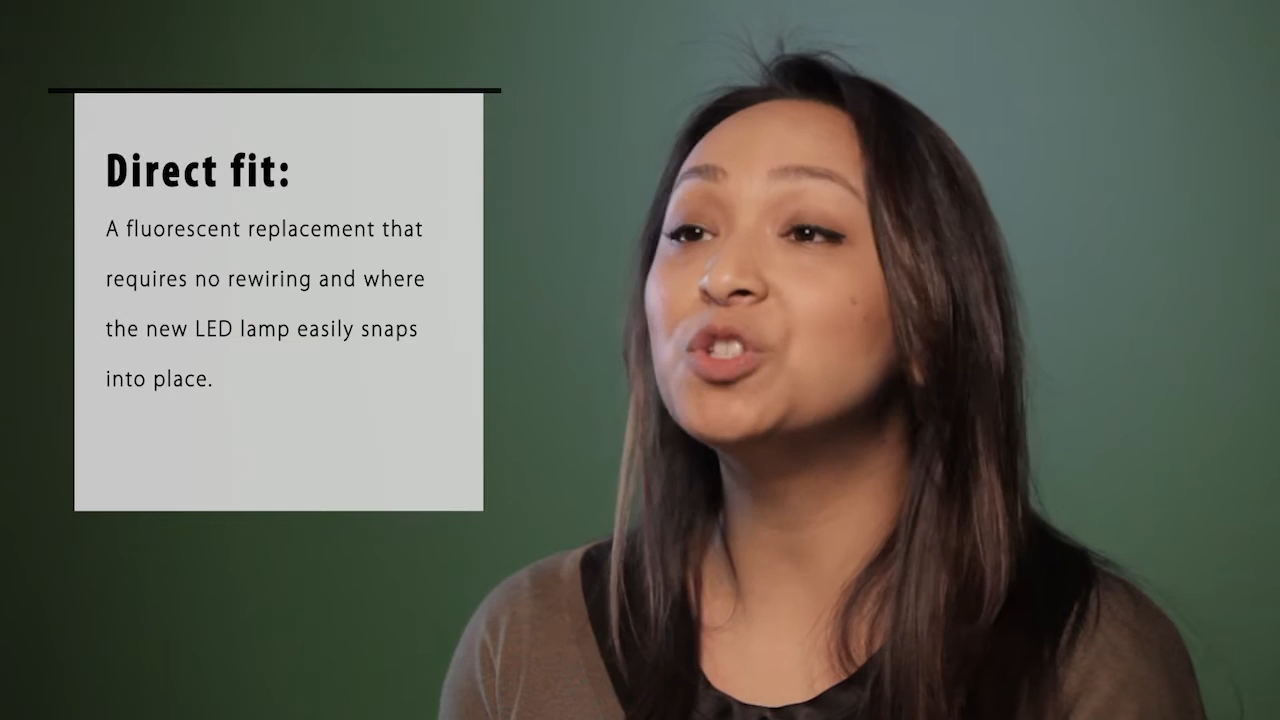 Direct fit:
A fluorescent replacement that
requires no rewiring and where
the new LED lamp easily snaps
into place.